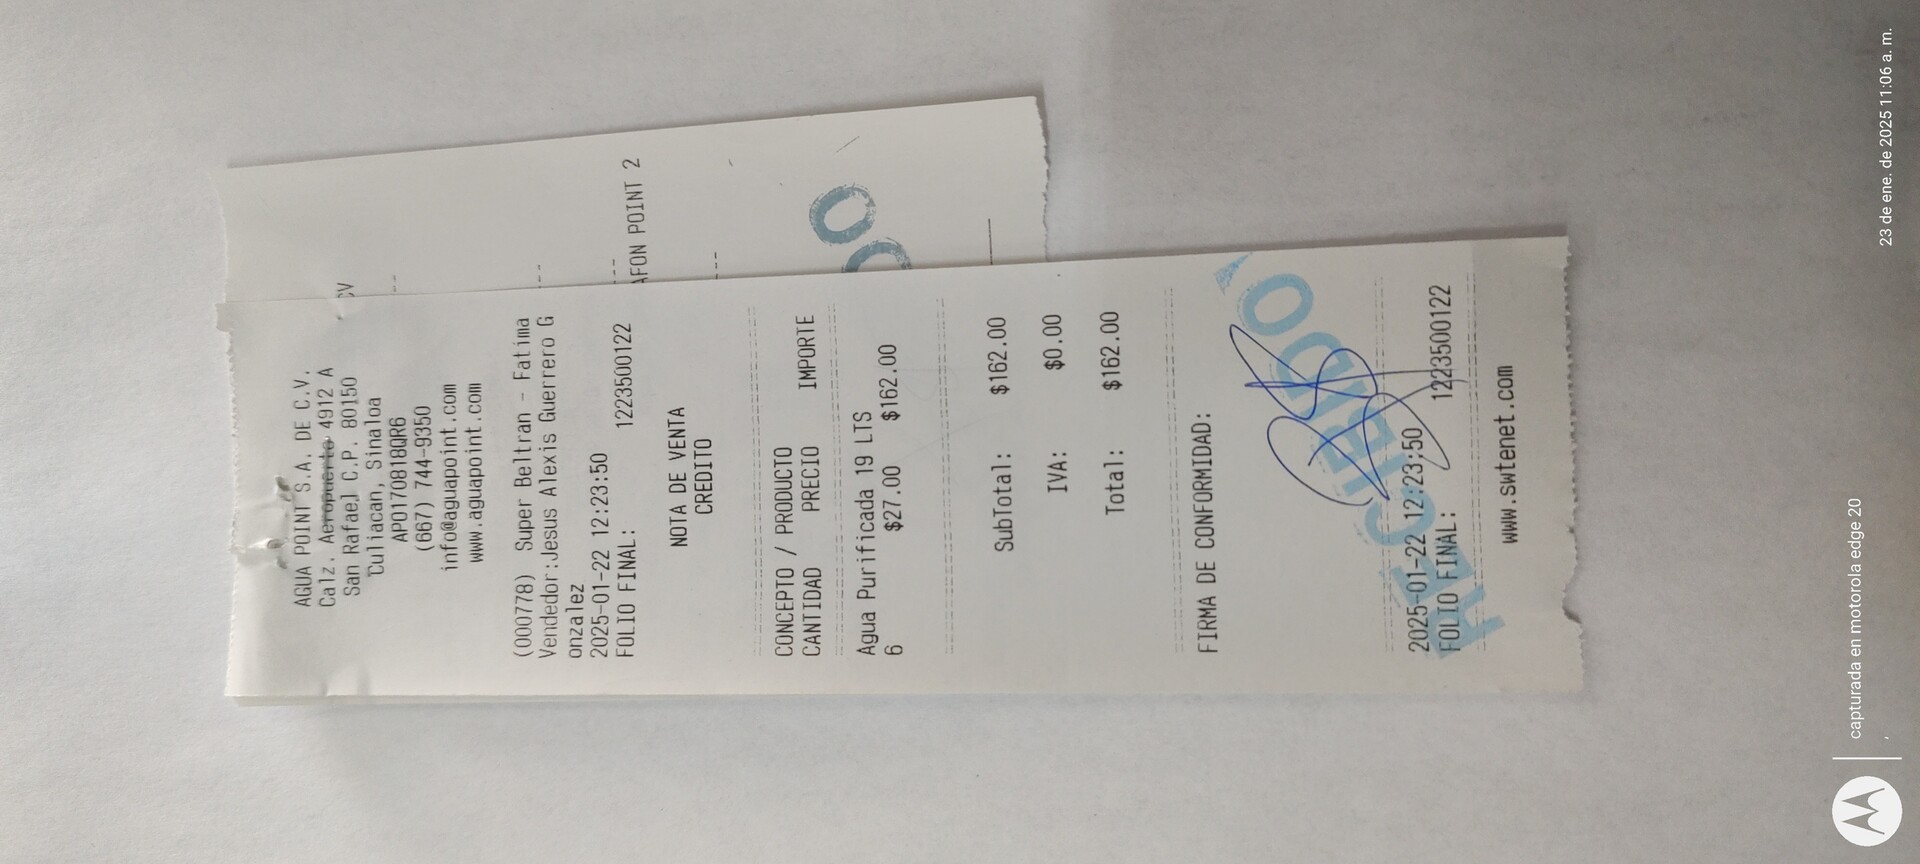 AGUA POINT S.A. DE C.V.
Calz. Aeropuerto 4912 A
San Rafael C.P. 80150
Culiacan, Sinaloa
APO170818QR6
(667) 744-9350
info@aguapoint.com
www.aguapoint.com
(000778) Super Beltran - Fatima
Vendedor:Jesus Alexis Guerrero G
onzalez
2025-01-22 12:23:50
FOLIO FINAL: 1223500122
NOTA DE VENTA
CREDITO
CONCEPTO / PRODUCTO
CANTIDAD PRECIO IMPORTE
Agua Purificada 19 LTS
6 $27.00 $162.00
SubTotal: $162.00
IVA: $0.00
Total: $162.00
FIRMA DE CONFORMIDAD:
RECIBIDO
2025-01-22 12:23:50
FOLIO FINAL: 1223500122
www.swtenet.com
CV
AFON POINT 2
DO
capturada en motorola edge 20
23 de ene. de 2025 11:06 a. m.